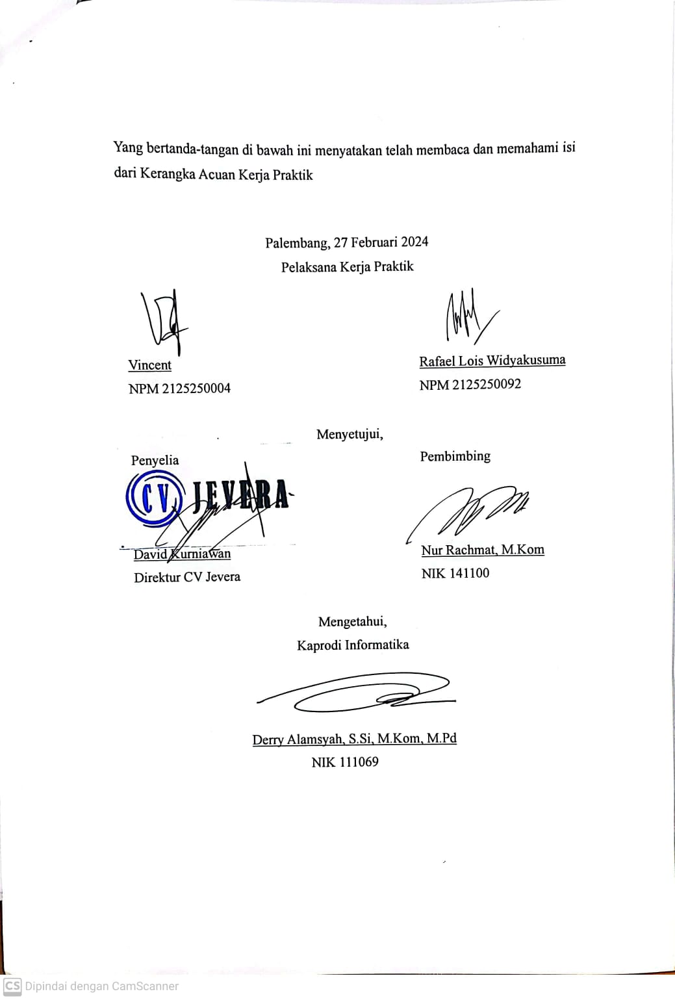 Yang bertanda-tangan di bawah ini menyatakan telah membaca dan memahami isi
dari Kerangka Acuan Kerja Praktik
Palembang, 27 Februari 2024
Pelaksana Kerja Praktik
Vincent
NPM 2125250004
Rafael Lois Widyakusuma
NPM 2125250092
Menyetujui,
Penyelia
CV JEVERA
David Kurniawan
Direktur CV Jevera
Pembimbing
Nur Rachmat, M.Kom
NIK 141100
Mengetahui,
Kaprodi Informatika
Derry Alamsyah, S.Si, M.Kom, M.Pd
NIK 111069
CS Dipindai dengan CamScanner